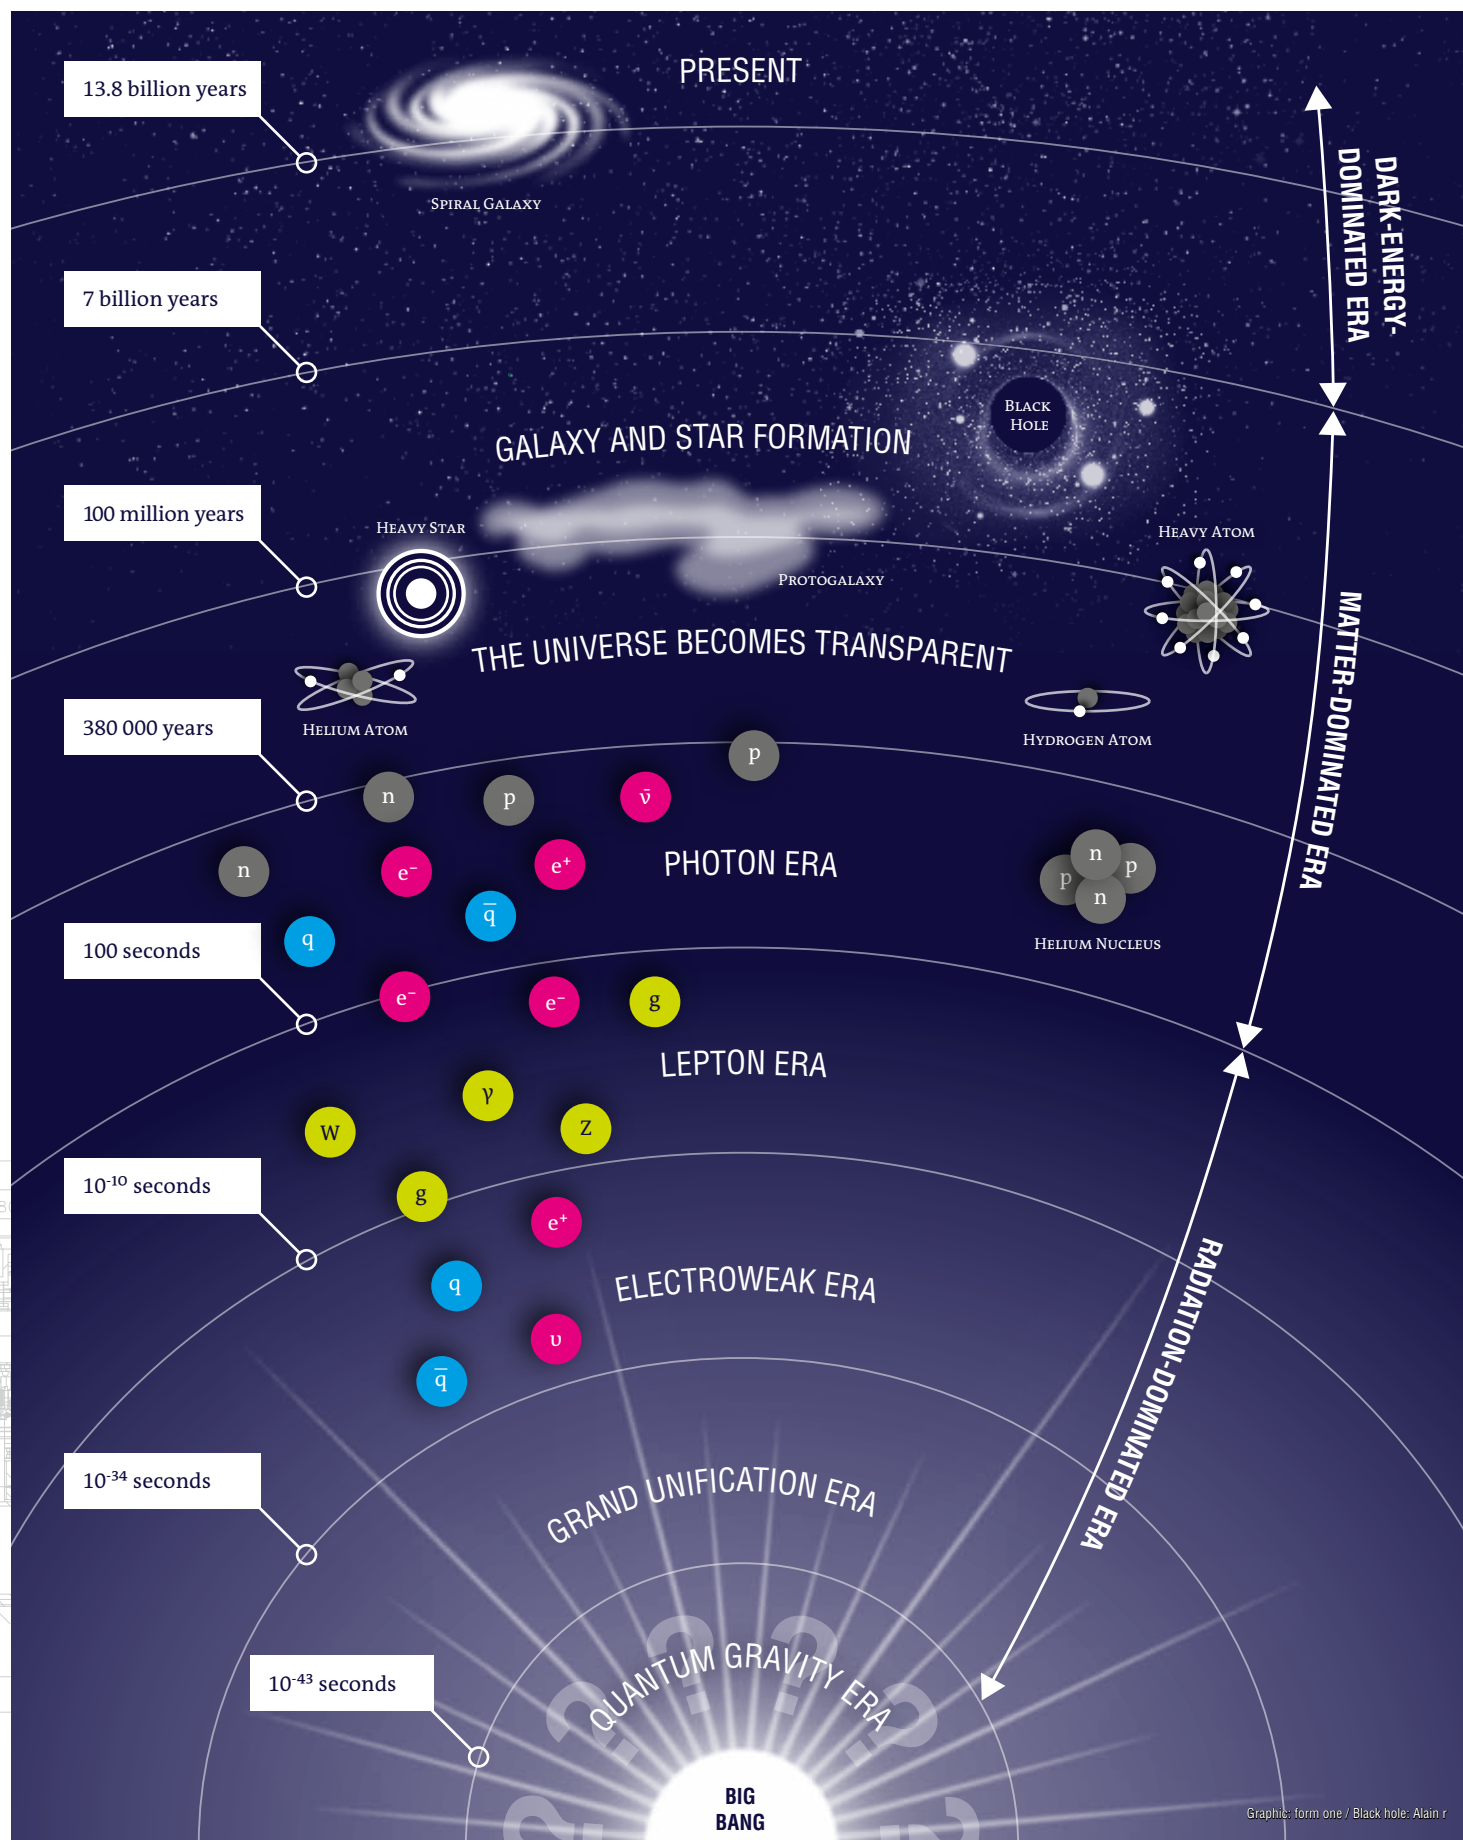 PRESENT
13.8 billion years
SPIRAL GALAXY
DARK-ENERGY-
DOMINATED ERA
7 billion years
BLACK
HOLE
GALAXY AND STAR FORMATION
100 million years
HEAVY STAR
HEAVY ATOM
PROTOGALAXY
THE UNIVERSE BECOMES TRANSPARENT
MATTER-DOMINATED ERA
380 000 years
HELIUM ATOM
HYDROGEN ATOM
p
n
p
ν̄
n
e⁻
e⁺
PHOTON ERA
n
p
p
n
q
q̅
HELIUM NUCLEUS
100 seconds
e⁻
e⁻
g
LEPTON ERA
γ
W
Z
10⁻¹⁰ seconds
g
e⁺
q
ELECTROWEAK ERA
RADIATION-DOMINATED ERA
υ
q̅
10⁻³⁴ seconds
GRAND UNIFICATION ERA
10⁻⁴³ seconds
? ? ? ? ? ?
QUANTUM GRAVITY ERA
BIG
BANG
Graphic: form one / Black hole: Alain r